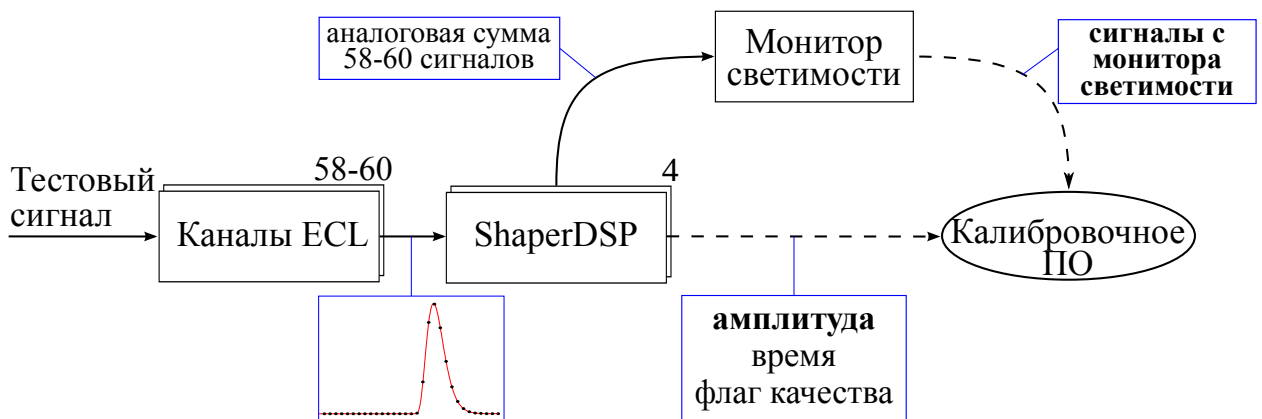 аналоговая сумма
58-60 сигналов
Монитор
светимости
сигналы с
монитора
светимости
Тестовый
сигнал
58-60
Каналы ECL
4
ShaperDSP
Калибровочное
ПО
амплитуда
время
флаг качества